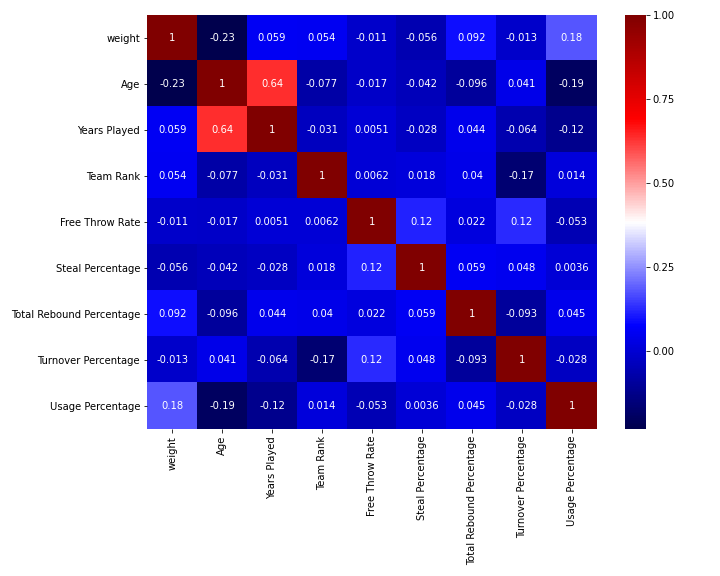 weight 1 -0.23 0.059 0.054 -0.011 -0.056 0.092 -0.013 0.18
Age -0.23 1 0.64 -0.077 -0.017 -0.042 -0.096 0.041 -0.19
Years Played 0.059 0.64 1 -0.031 0.0051 -0.028 0.044 -0.064 -0.12
Team Rank 0.054 -0.077 -0.031 1 0.0062 0.018 0.04 -0.17 0.014
Free Throw Rate -0.011 -0.017 0.0051 0.0062 1 0.12 0.022 0.12 -0.053
Steal Percentage -0.056 -0.042 -0.028 0.018 0.12 1 0.059 0.048 0.0036
Total Rebound Percentage 0.092 -0.096 0.044 0.04 0.022 0.059 1 -0.093 0.045
Turnover Percentage -0.013 0.041 -0.064 -0.17 0.12 0.048 -0.093 1 -0.028
Usage Percentage 0.18 -0.19 -0.12 0.014 -0.053 0.0036 0.045 -0.028 1
weight
Age
Years Played
Team Rank
Free Throw Rate
Steal Percentage
Total Rebound Percentage
Turnover Percentage
Usage Percentage
1.00
0.75
0.50
0.25
0.00